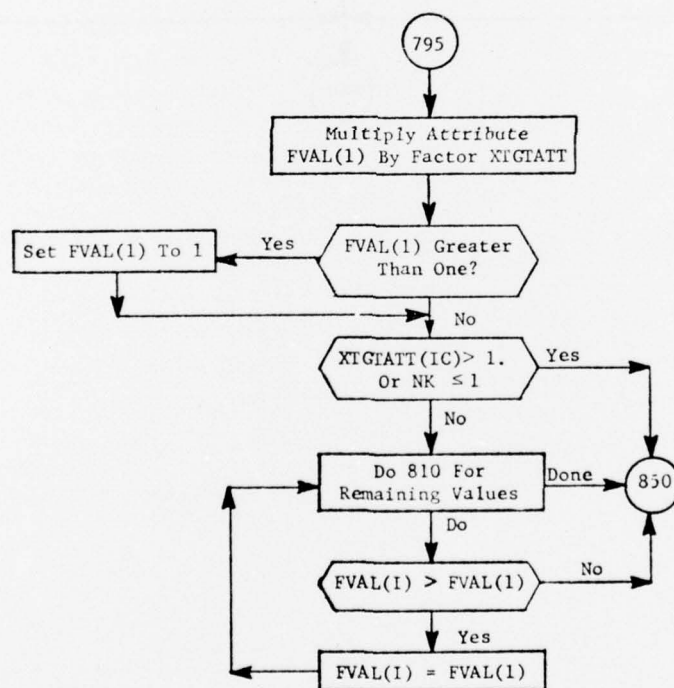 795
Multiply Attribute
FVAL(1) By Factor XTGTATT
Set FVAL(1) To 1
Yes
FVAL(1) Greater
Than One?
No
XTGTATT(IC)> 1.
Or NK ≤ 1
Yes
No
Do 810 For
Remaining Values
Done
850
Do
FVAL(I) > FVAL(1)
No
Yes
FVAL(I) = FVAL(1)